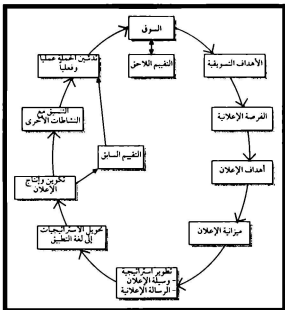 السوق
التقييم اللاحق
الأهداف التسويقية
الفرصة الإعلانية
أهداف الإعلان
ميزانية الإعلان
تطوير استراتيجية
وسيلة الإعلان
- الرسالة الإعلانية
تحويل الاستراتيجيات
إلى لغة التطبيق
تكوين وإنتاج
الإعلان
التقييم السابق
التنسيق مع
النشاطات الأخرى
تدشين الحملة عمليا
وفعليا